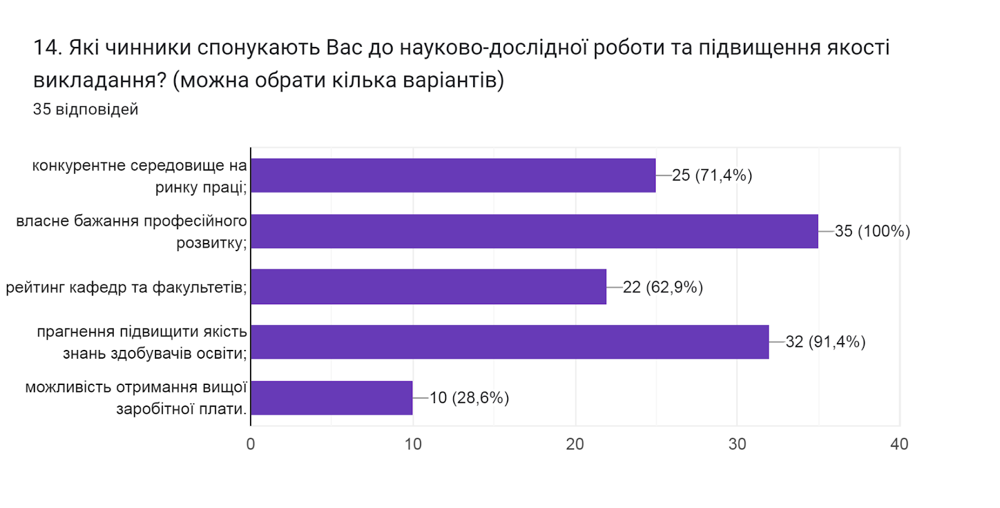 14. Які чинники спонукають Вас до науково-дослідної роботи та підвищення якості
викладання? (можна обрати кілька варіантів)
35 відповідей
конкурентне середовище на
ринку праці;
25 (71,4%)
власне бажання професійного
розвитку;
35 (100%)
рейтинг кафедр та факультетів;
22 (62,9%)
прагнення підвищити якість
знань здобувачів освіти;
32 (91,4%)
можливість отримання вищої
заробітної плати.
10 (28,6%)
0 10 20 30 40